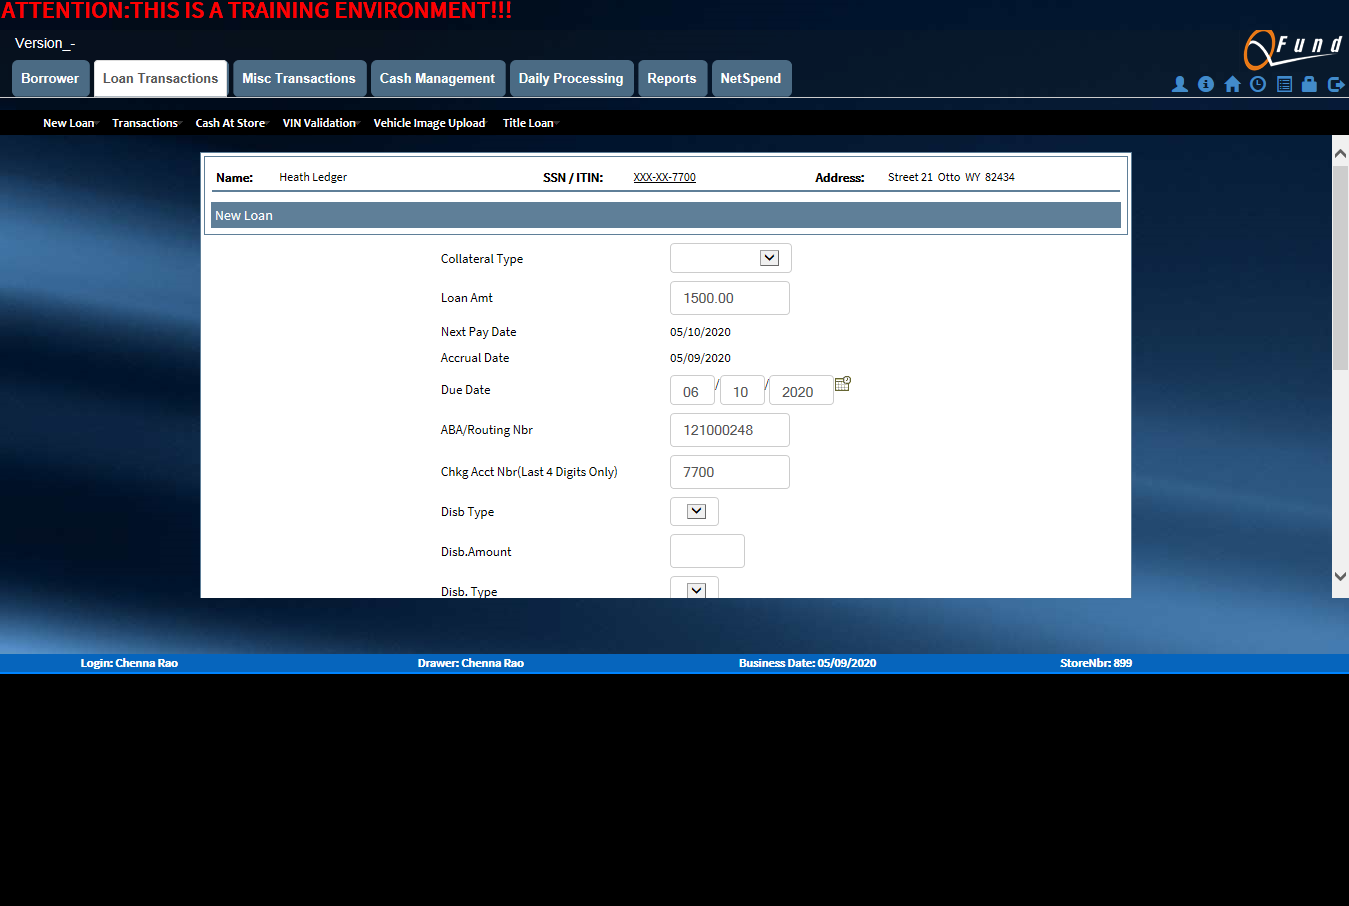 ATTENTION:THIS IS A TRAINING ENVIRONMENT!!!
Version_-
QFund
Borrower Loan Transactions Misc Transactions Cash Management Daily Processing Reports NetSpend
New Loan Transactions Cash At Store VIN Validation Vehicle Image Upload Title Loan
Name: Heath Ledger SSN / ITIN: XXX-XX-7700 Address: Street 21 Otto WY 82434
New Loan
Collateral Type
Loan Amt 1500.00
Next Pay Date 05/10/2020
Accrual Date 05/09/2020
Due Date 06 / 10 / 2020
ABA/Routing Nbr 121000248
Chkg Acct Nbr(Last 4 Digits Only) 7700
Disb Type
Disb.Amount
Disb. Type
Login: Chenna Rao Drawer: Chenna Rao Business Date: 05/09/2020 StoreNbr: 899